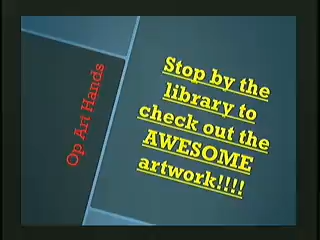 Op Art Hands
Stop by the
library to
check out the
AWESOME
artwork!!!!